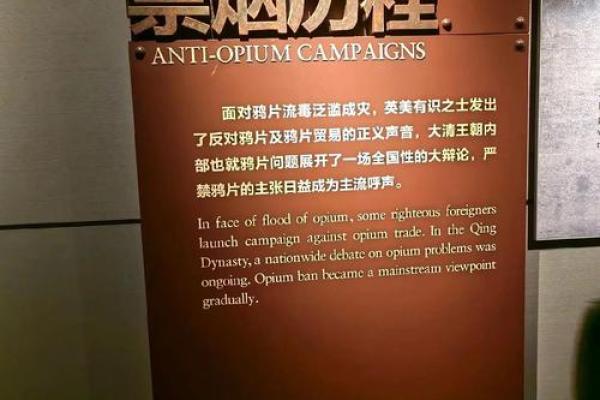 禁烟历程
ANTI-OPIUM CAMPAIGNS
面对鸦片流毒泛滥成灾，英美有识之士发出
了反对鸦片及鸦片贸易的正义声音，大清王朝内
部也就鸦片问题展开了一场全国性的大辩论，严
禁鸦片的主张日益成为主流呼声。
In face of flood of opium, some righteous foreigners
launch campaign against opium trade. In the Qing
Dynasty, a nationwide debate on opium problems was
ongoing. Opium ban became a mainstream viewpoint
gradually.